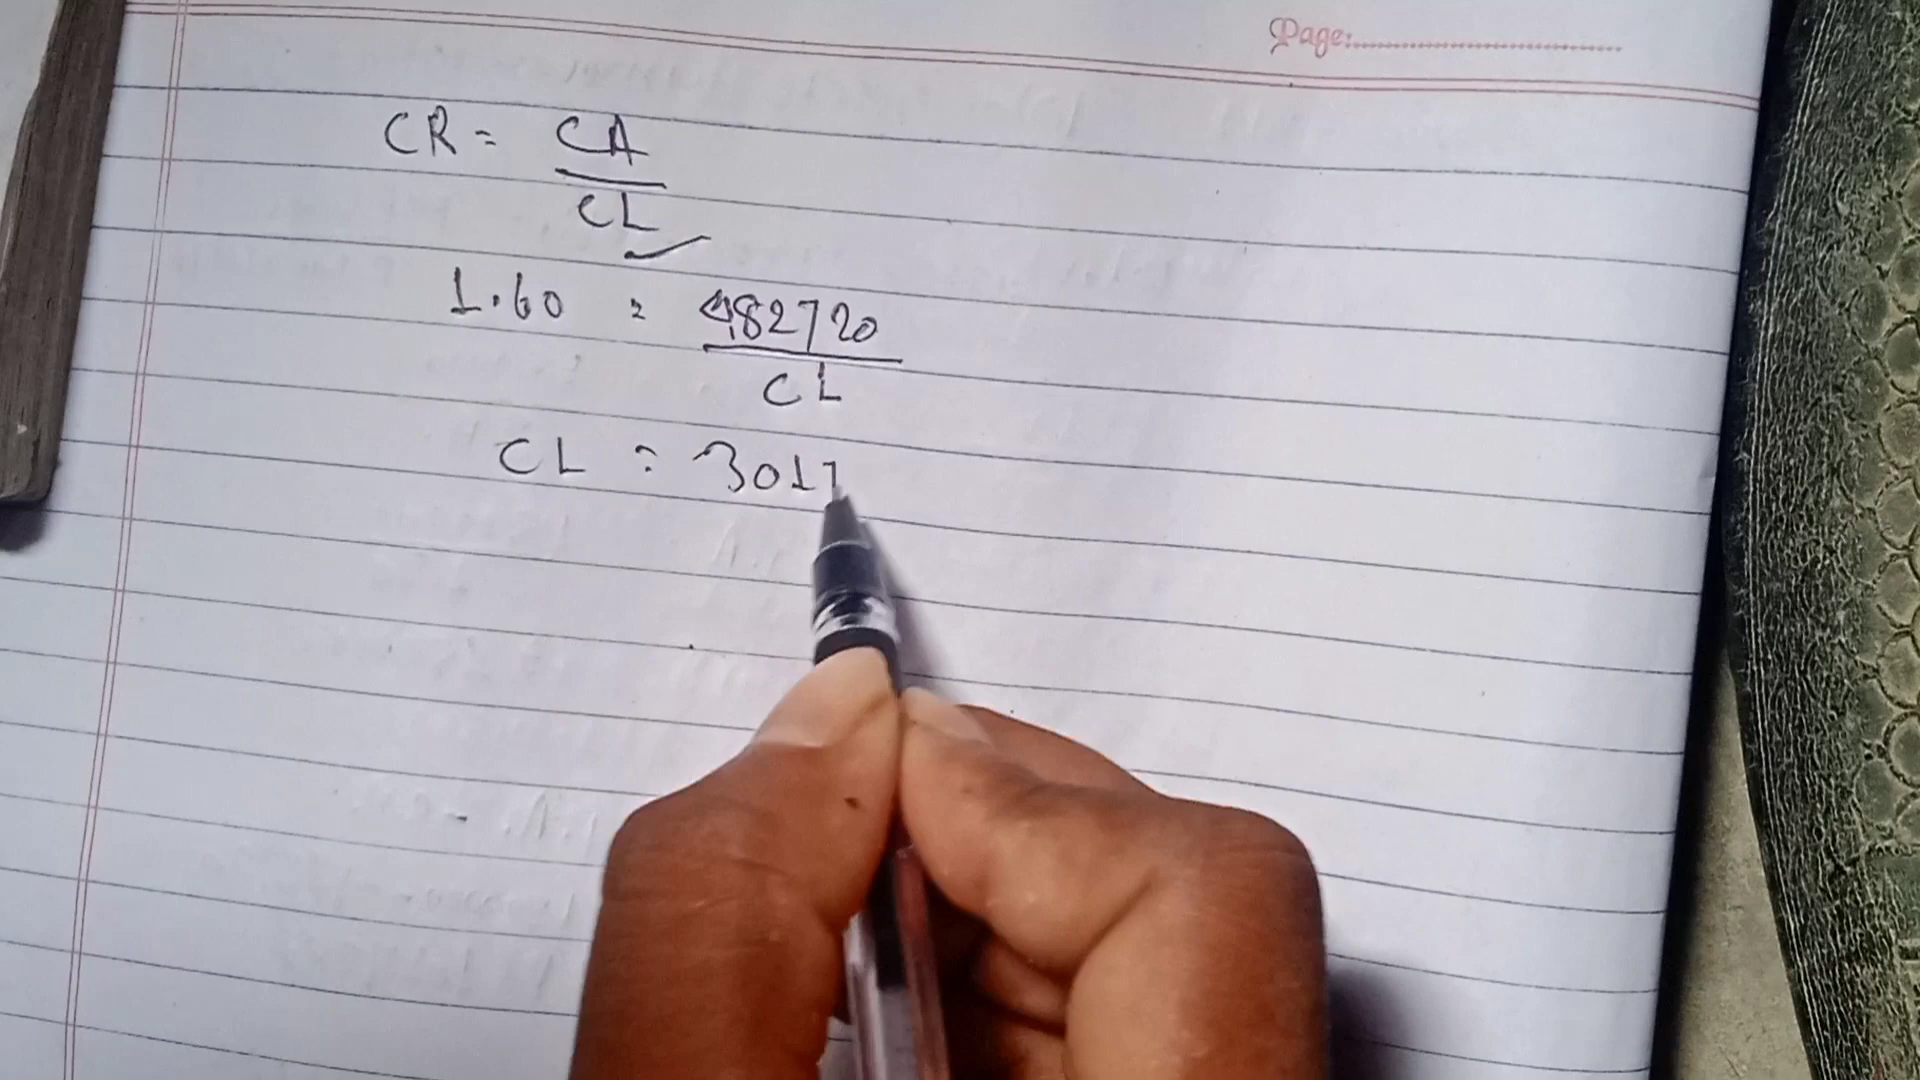 Page:
CR = CA
CL
1.60 = 482720
CL
CL = 3017